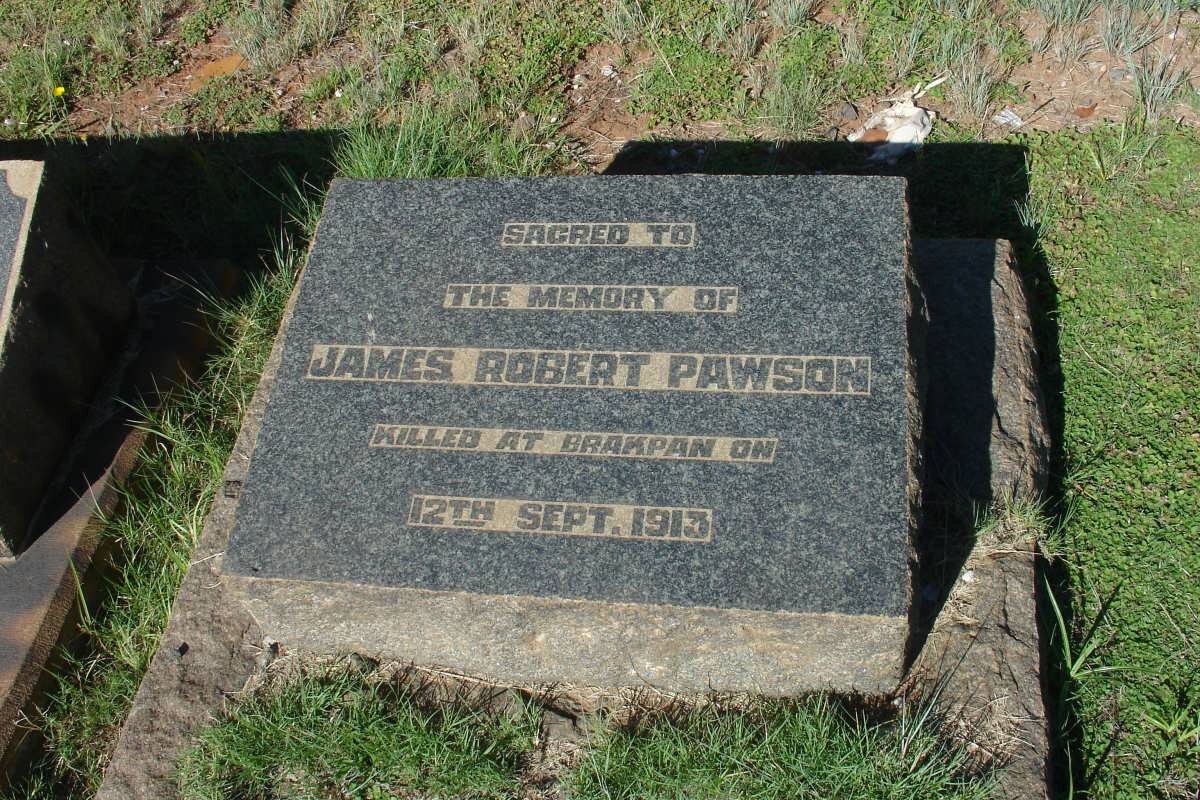 SACRED TO
THE MEMORY OF
JAMES ROBERT PAWSON
KILLED AT BRAKPAN ON
12TH SEPT. 1913